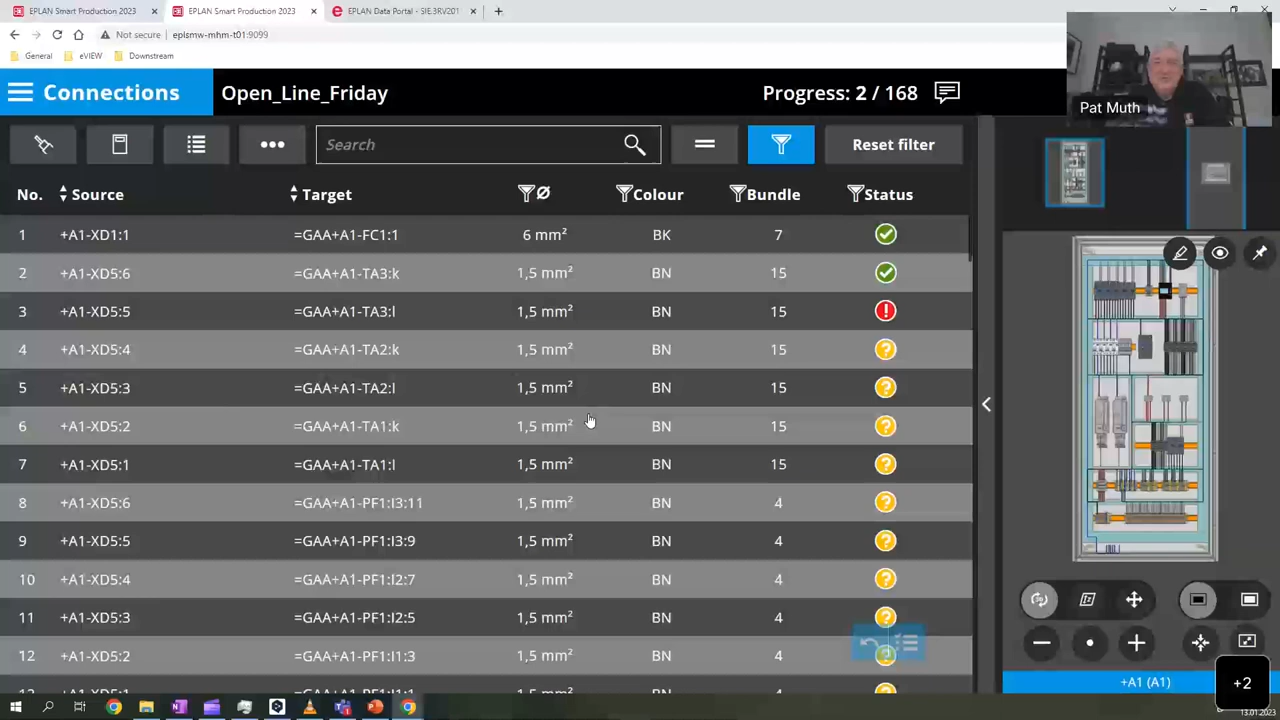 EPLAN Smart Production 2023
EPLAN Smart Production 2023
EPLAN Data Portal - SIE.3RV201
Not secure | eplsmw-mhm-t01:9099
General
eVIEW
Downstream
Pat Muth
Connections
Open_Line_Friday
Progress: 2 / 168
Search
Reset filter
No. Source Target Ø Colour Bundle Status
1 +A1-XD1:1 =GAA+A1-FC1:1 6 mm² BK 7
2 +A1-XD5:6 =GAA+A1-TA3:k 1,5 mm² BN 15
3 +A1-XD5:5 =GAA+A1-TA3:l 1,5 mm² BN 15
4 +A1-XD5:4 =GAA+A1-TA2:k 1,5 mm² BN 15
5 +A1-XD5:3 =GAA+A1-TA2:l 1,5 mm² BN 15
6 +A1-XD5:2 =GAA+A1-TA1:k 1,5 mm² BN 15
7 +A1-XD5:1 =GAA+A1-TA1:l 1,5 mm² BN 15
8 +A1-XD5:6 =GAA+A1-PF1:I3:11 1,5 mm² BN 4
9 +A1-XD5:5 =GAA+A1-PF1:I3:9 1,5 mm² BN 4
10 +A1-XD5:4 =GAA+A1-PF1:I2:7 1,5 mm² BN 4
11 +A1-XD5:3 =GAA+A1-PF1:I2:5 1,5 mm² BN 4
12 +A1-XD5:2 =GAA+A1-PF1:I1:3 1,5 mm² BN 4
+A1 (A1)
+2
13.01.2023